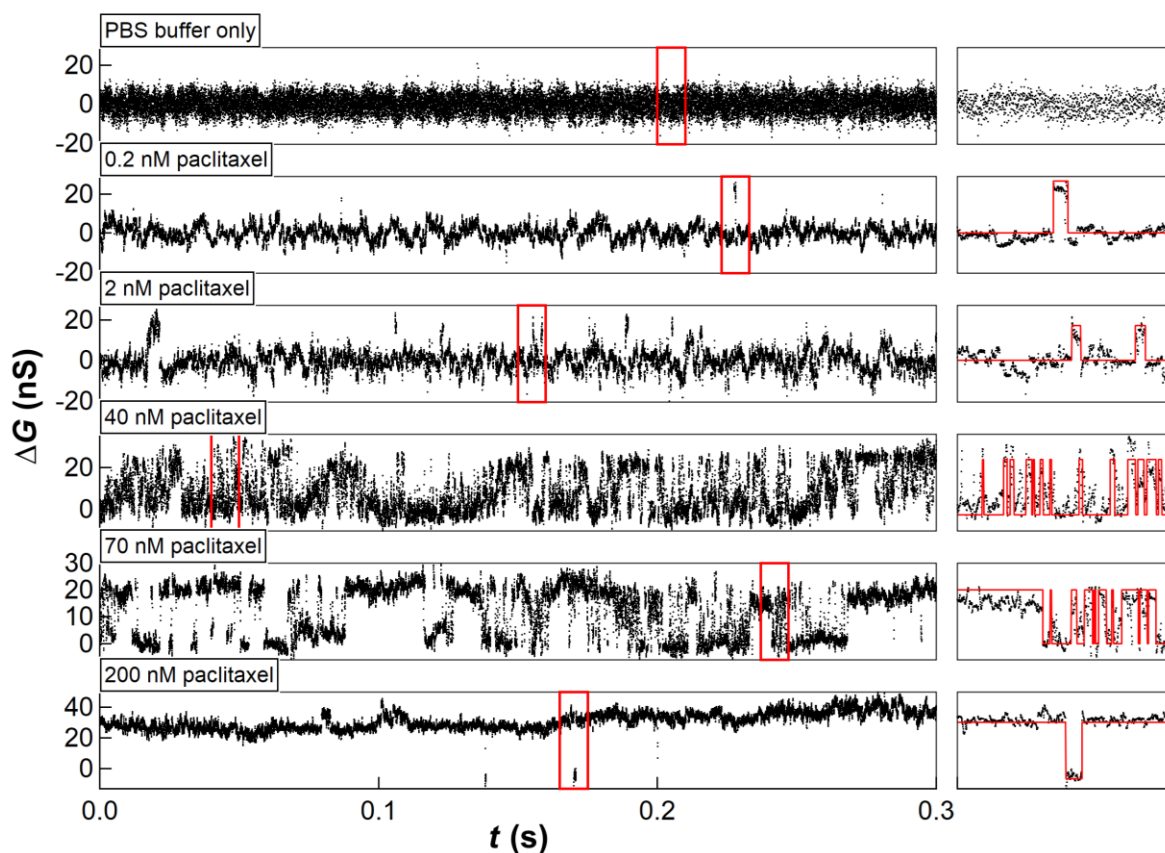 PBS buffer only
20
0
-20
0.2 nM paclitaxel
20
0
-20
2 nM paclitaxel
20
0
-20
40 nM paclitaxel
20
0
70 nM paclitaxel
30
20
10
0
200 nM paclitaxel
40
20
0
ΔG (nS)
0.0 0.1 0.2 0.3
t (s)